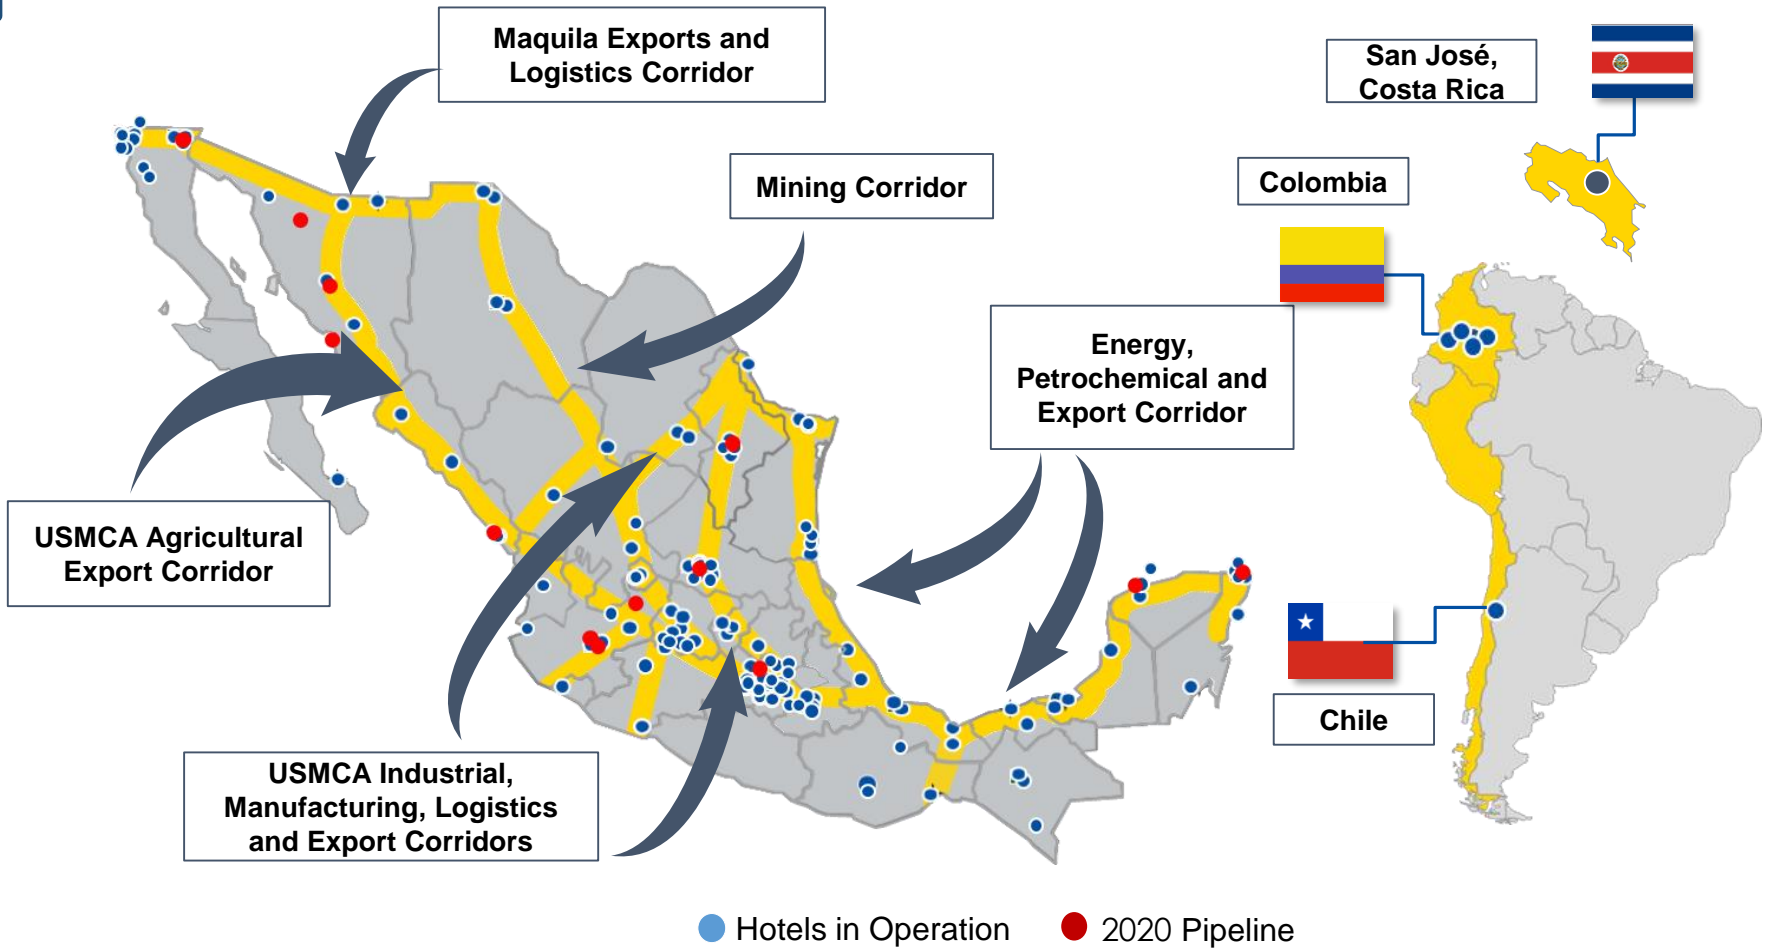 Maquila Exports and
Logistics Corridor
San José,
Costa Rica
Mining Corridor
Colombia
Energy,
Petrochemical and
Export Corridor
USMCA Agricultural
Export Corridor
Chile
USMCA Industrial,
Manufacturing, Logistics
and Export Corridors
Hotels in Operation
2020 Pipeline